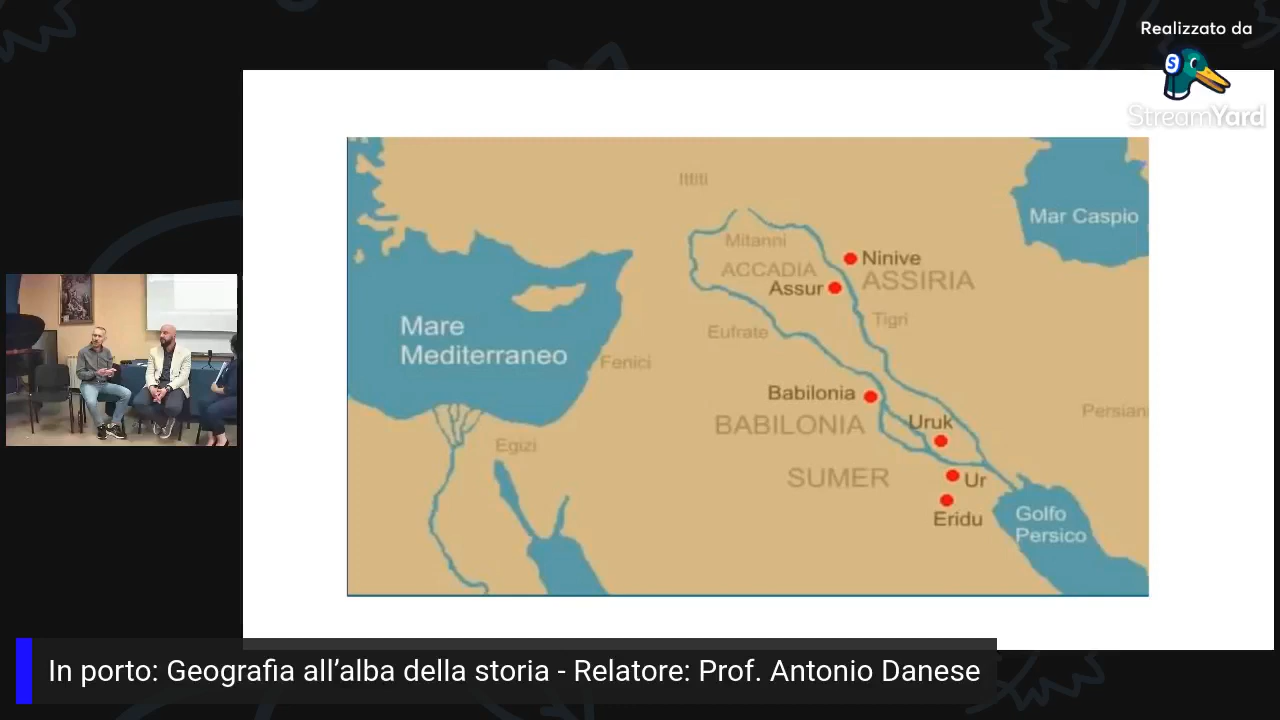 Realizzato da
StreamYard
Ittiti
Mar Caspio
Mitanni
Ninive
ACCADIA
ASSIRIA
Assur
Tigri
Mare
Mediterraneo
Eufrate
Fenici
Babilonia
Persiani
BABILONIA
Uruk
Egizi
SUMER
Ur
Eridu
Golfo
Persico
In porto: Geografia all’alba della storia - Relatore: Prof. Antonio Danese